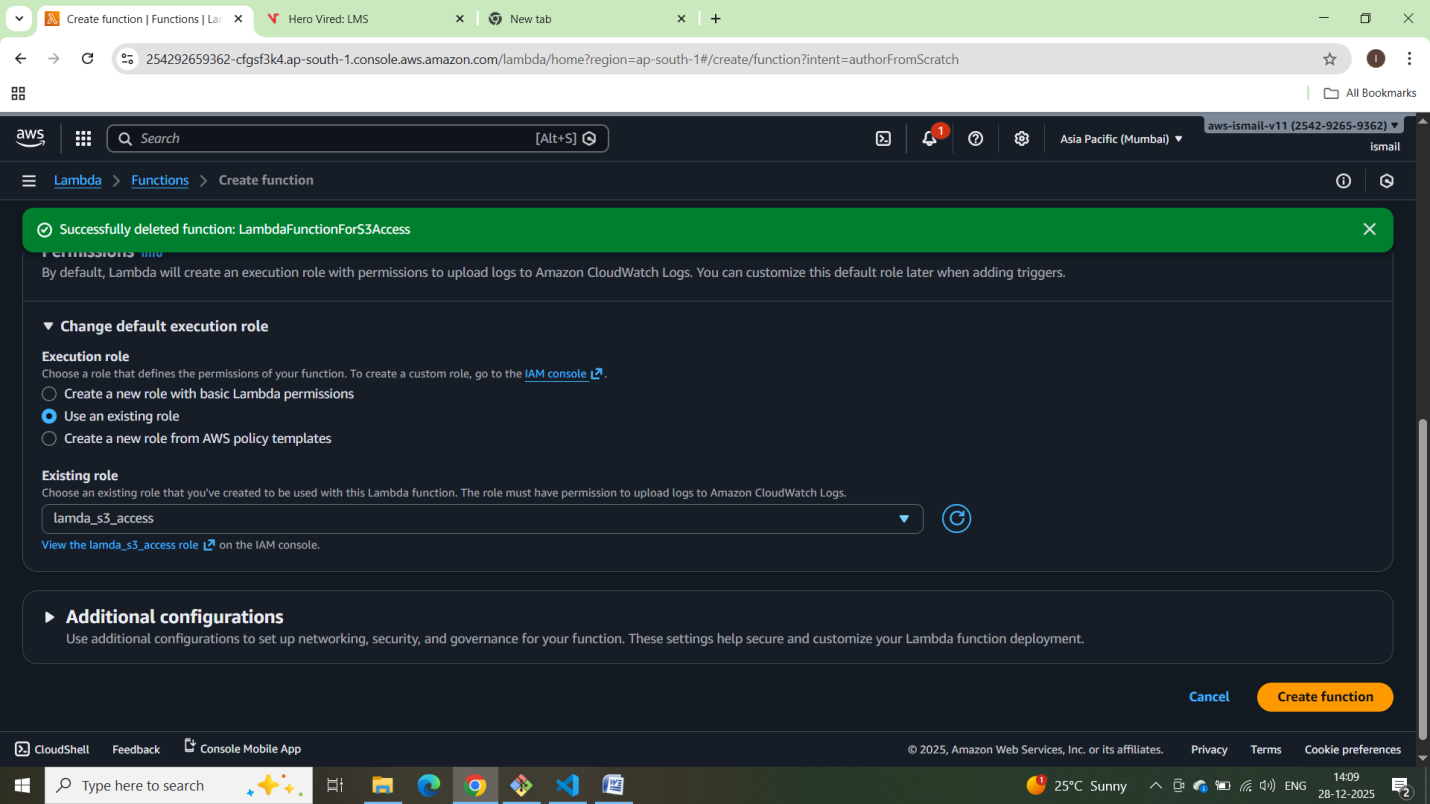 Create function | Functions | Lar
Hero Vired: LMS
New tab
254292659362-cfgsf3k4.ap-south-1.console.aws.amazon.com/lambda/home?region=ap-south-1#/create/function?intent=authorFromScratch
I
All Bookmarks
aws
Search
[Alt+S]
1
Asia Pacific (Mumbai)
aws-ismail-v11 (2542-9265-9362)
ismail
Lambda
Functions
Create function
Successfully deleted function: LambdaFunctionForS3Access
Permissions Info
By default, Lambda will create an execution role with permissions to upload logs to Amazon CloudWatch Logs. You can customize this default role later when adding triggers.
Change default execution role
Execution role
Choose a role that defines the permissions of your function. To create a custom role, go to the IAM console .
Create a new role with basic Lambda permissions
Use an existing role
Create a new role from AWS policy templates
Existing role
Choose an existing role that you've created to be used with this Lambda function. The role must have permission to upload logs to Amazon CloudWatch Logs.
lamda_s3_access
View the lamda_s3_access role on the IAM console.
Additional configurations
Use additional configurations to set up networking, security, and governance for your function. These settings help secure and customize your Lambda function deployment.
Cancel
Create function
CloudShell
Feedback
Console Mobile App
© 2025, Amazon Web Services, Inc. or its affiliates.
Privacy
Terms
Cookie preferences
Type here to search
1
25°C Sunny
ENG
14:09
28-12-2025
2